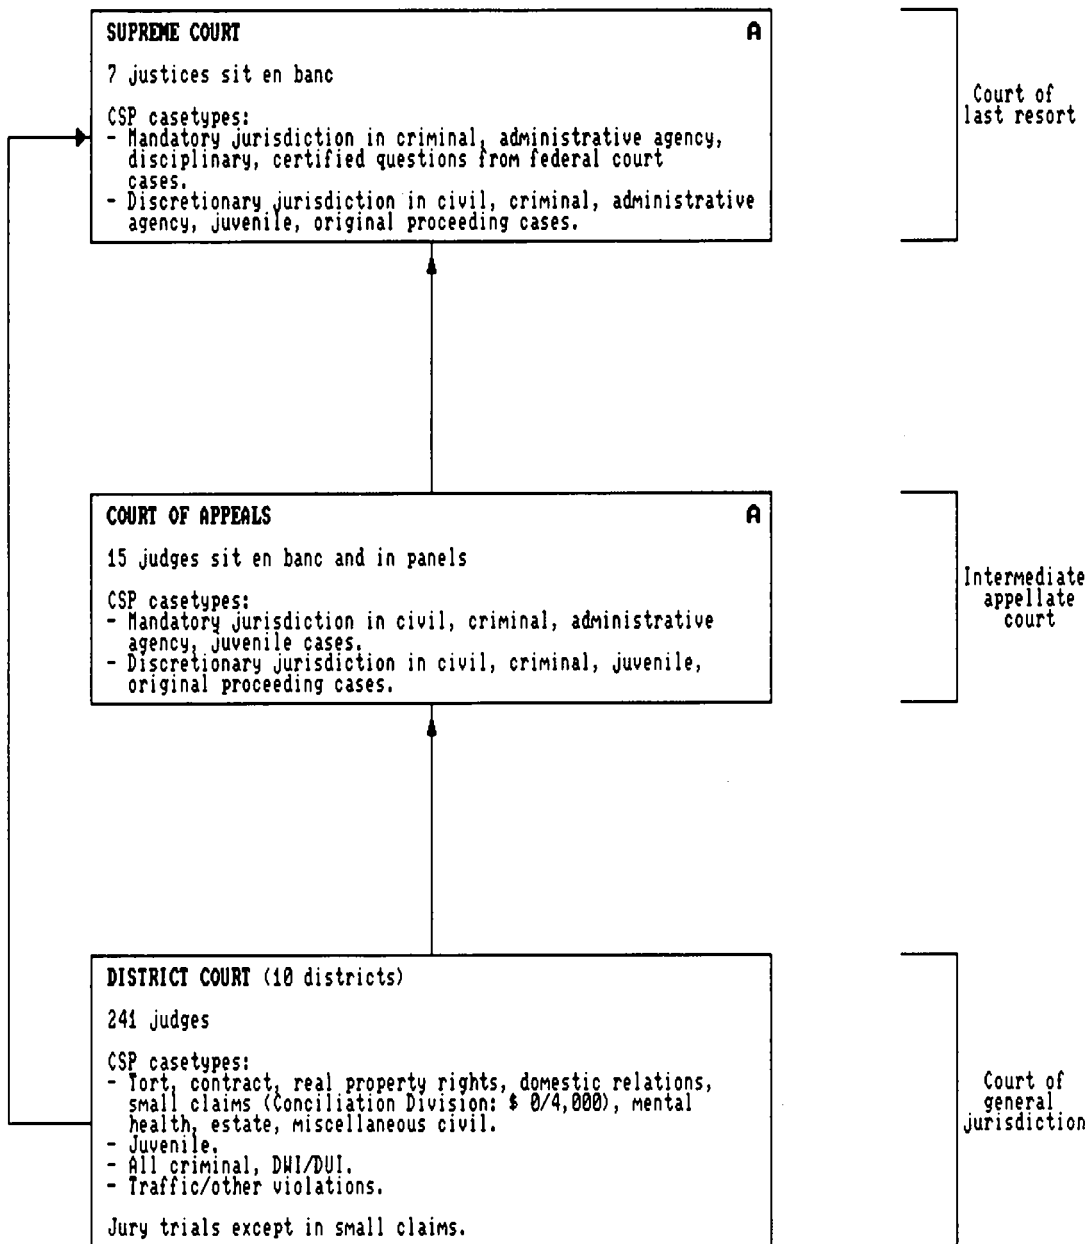 SUPREME COURT A
7 justices sit en banc
CSP casetypes:
- Mandatory jurisdiction in criminal, administrative agency,
disciplinary, certified questions from federal court
cases.
- Discretionary jurisdiction in civil, criminal, administrative
agency, juvenile, original proceeding cases.
Court of
last resort
COURT OF APPEALS A
15 judges sit en banc and in panels
CSP casetypes:
- Mandatory jurisdiction in civil, criminal, administrative
agency, juvenile cases.
- Discretionary jurisdiction in civil, criminal, juvenile,
original proceeding cases.
Intermediate
appellate
court
DISTRICT COURT (10 districts)
241 judges
CSP casetypes:
- Tort, contract, real property rights, domestic relations,
small claims (Conciliation Division: $ 0/4,000), mental
health, estate, miscellaneous civil.
- Juvenile.
- All criminal, DWI/DUI.
- Traffic/other violations.
Jury trials except in small claims.
Court of
general
jurisdiction